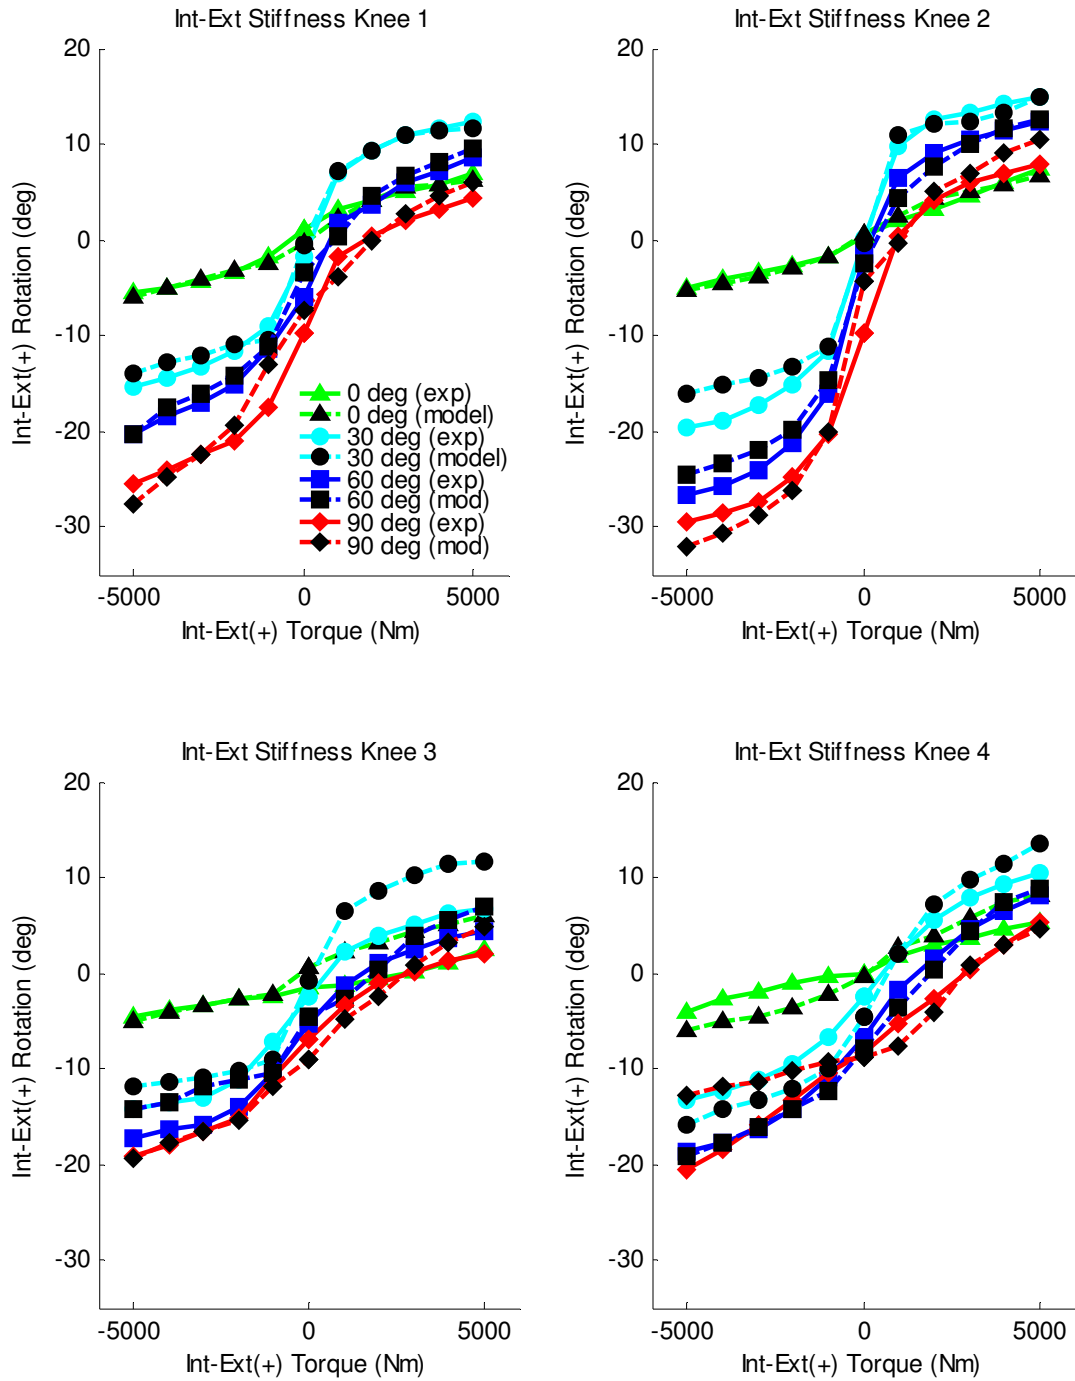 Int-Ext Stiffness Knee 1
20
10
0
-10
-20
-30
Int-Ext(+) Rotation (deg)
0 deg (exp)
0 deg (model)
30 deg (exp)
30 deg (model)
60 deg (exp)
60 deg (mod)
90 deg (exp)
90 deg (mod)
-5000 0 5000
Int-Ext(+) Torque (Nm)
Int-Ext Stiffness Knee 2
20
10
0
-10
-20
-30
Int-Ext(+) Rotation (deg)
-5000 0 5000
Int-Ext(+) Torque (Nm)
Int-Ext Stiffness Knee 3
20
10
0
-10
-20
-30
Int-Ext(+) Rotation (deg)
-5000 0 5000
Int-Ext(+) Torque (Nm)
Int-Ext Stiffness Knee 4
20
10
0
-10
-20
-30
Int-Ext(+) Rotation (deg)
-5000 0 5000
Int-Ext(+) Torque (Nm)